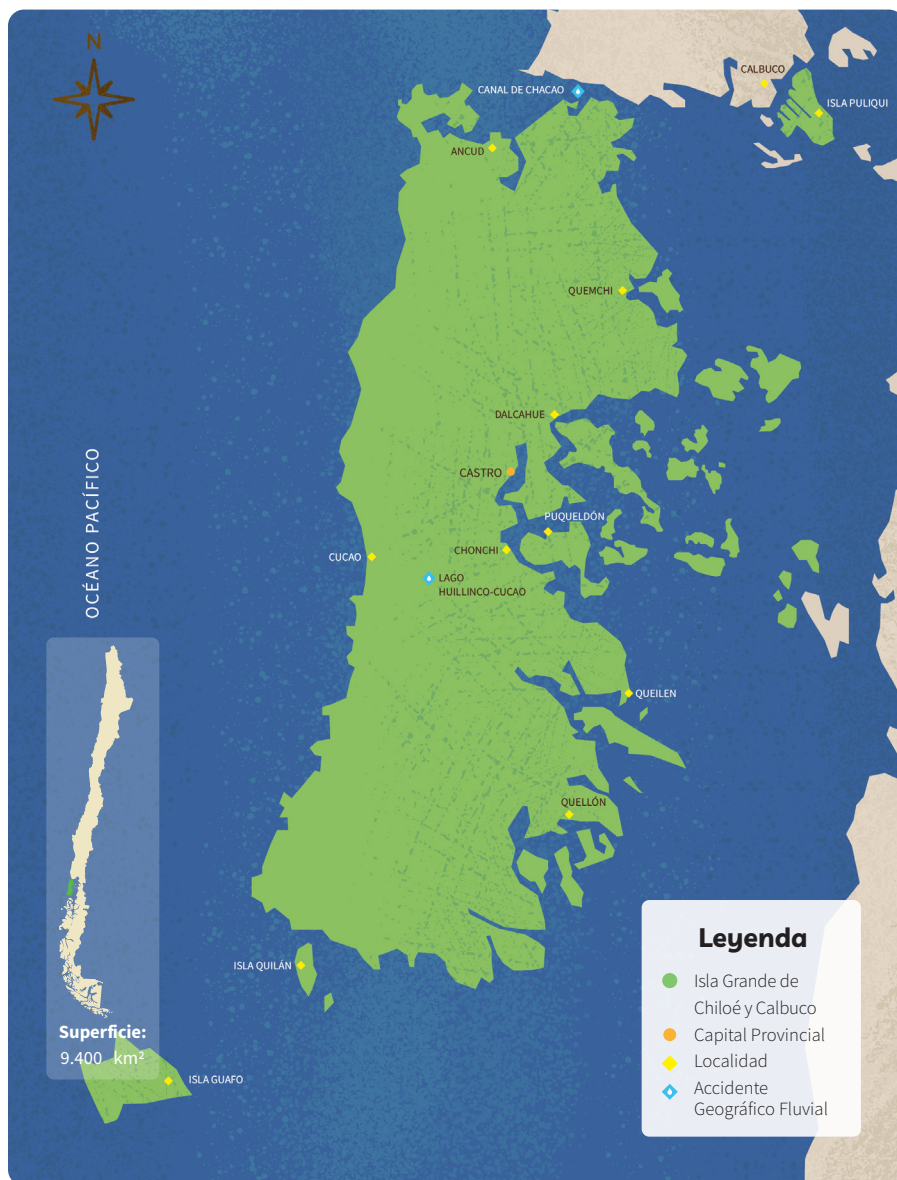 N
CALBUCO
CANAL DE CHACAO
ISLA PULIQUI
ANCUD
QUEMCHI
DALCAHUE
CASTRO
PUQUELDÓN
CHONCHI
CUCAO
LAGO
HUILLINCO-CUCAO
OCÉANO PACÍFICO
QUEILEN
QUELLÓN
ISLA QUILÁN
Superficie:
9.400 km²
ISLA GUAFO
Leyenda
Isla Grande de
Chiloé y Calbuco
Capital Provincial
Localidad
Accidente
Geográfico Fluvial